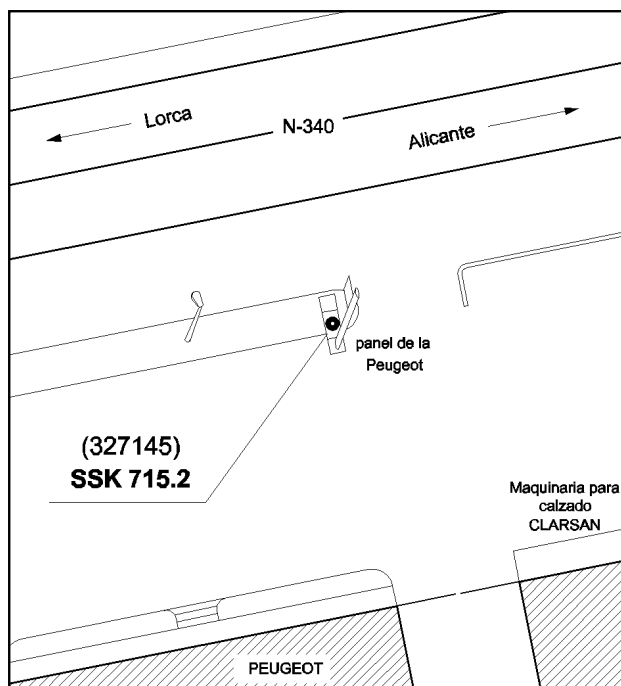 Lorca
N-340
Alicante
panel de la
Peugeot
(327145)
SSK 715.2
Maquinaria para
calzado
CLARSAN
PEUGEOT